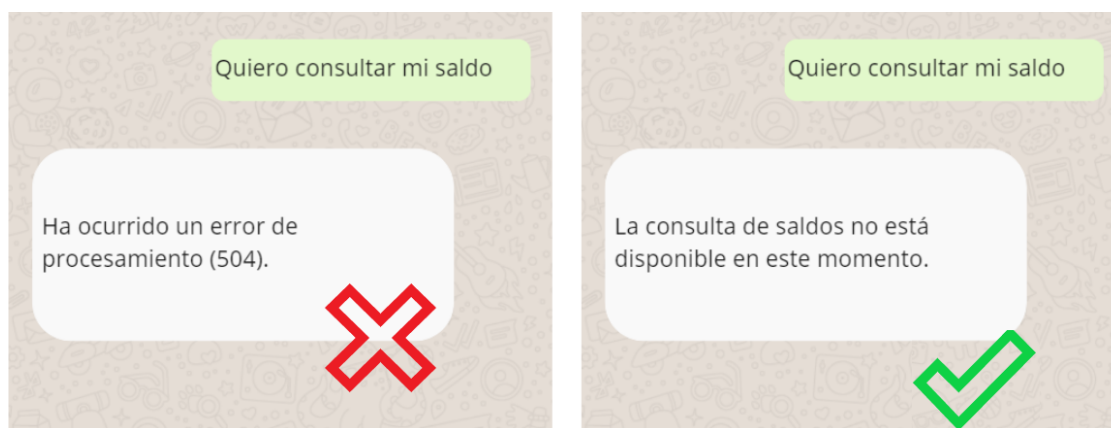 Quiero consultar mi saldo
Ha ocurrido un error de
procesamiento (504).
Quiero consultar mi saldo
La consulta de saldos no está
disponible en este momento.